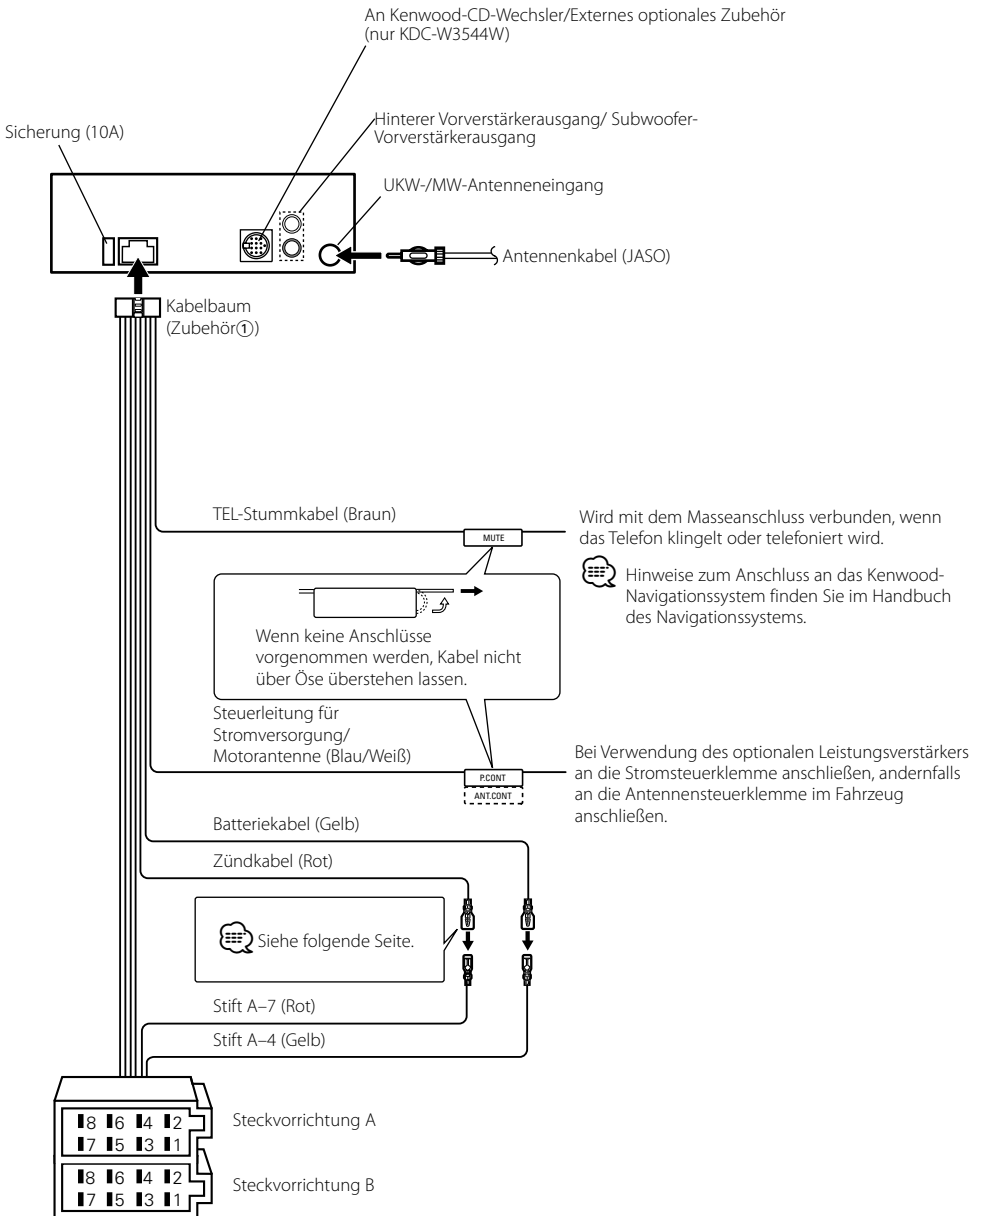 An Kenwood-CD-Wechsler/Externes optionales Zubehör
(nur KDC-W3544W)
Sicherung (10A)
Hinterer Vorverstärkerausgang/ Subwoofer-
Vorverstärkerausgang
UKW-/MW-Antenneneingang
Antennenkabel (JASO)
Kabelbaum
(Zubehör①)
TEL-Stummkabel (Braun)
MUTE
Wird mit dem Masseanschluss verbunden, wenn
das Telefon klingelt oder telefoniert wird.
Hinweise zum Anschluss an das Kenwood-
Navigationssystem finden Sie im Handbuch
des Navigationssystems.
Wenn keine Anschlüsse
vorgenommen werden, Kabel nicht
über Öse überstehen lassen.
Steuerleitung für
Stromversorgung/
Motorantenne (Blau/Weiß)
P.CONT
ANT.CONT
Bei Verwendung des optionalen Leistungsverstärkers
an die Stromsteuerklemme anschließen, andernfalls
an die Antennensteuerklemme im Fahrzeug
anschließen.
Batteriekabel (Gelb)
Zündkabel (Rot)
Siehe folgende Seite.
Stift A–7 (Rot)
Stift A–4 (Gelb)
8 6 4 2
7 5 3 1
Steckvorrichtung A
8 6 4 2
7 5 3 1
Steckvorrichtung B